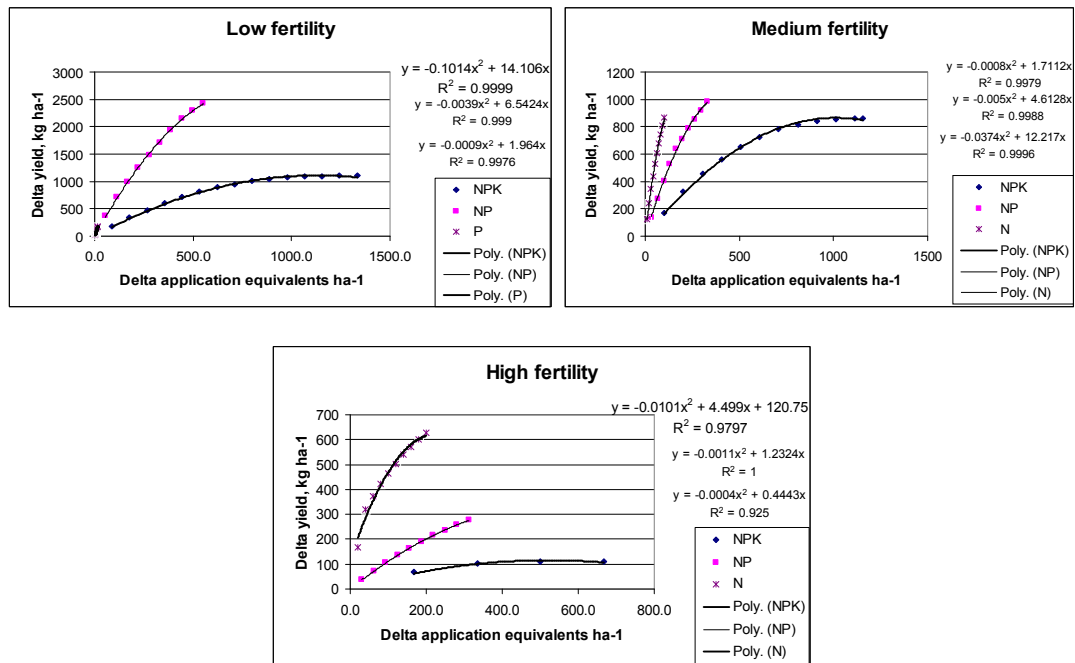 Low fertility
Delta yield, kg ha-1
3000
2500
2000
1500
1000
500
0
0.0 500.0 1000.0 1500.0
Delta application equivalents ha-1
y = -0.1014x² + 14.106x
R² = 0.9999
y = -0.0039x² + 6.5424x
R² = 0.999
y = -0.0009x² + 1.964x
R² = 0.9976
NPK
NP
P
Poly. (NPK)
Poly. (NP)
Poly. (P)
Medium fertility
Delta yield, kg ha-1
1200
1000
800
600
400
200
0
0 500 1000 1500
Delta application equivalents ha-1
y = -0.0008x² + 1.7112x
R² = 0.9979
y = -0.005x² + 4.6128x
R² = 0.9988
y = -0.0374x² + 12.217x
R² = 0.9996
NPK
NP
N
Poly. (NPK)
Poly. (NP)
Poly. (N)
High fertility
Delta yield, kg ha-1
700
600
500
400
300
200
100
0
0.0 200.0 400.0 600.0 800.0
Delta application equivalents ha-1
y = -0.0101x² + 4.499x + 120.75
R² = 0.9797
y = -0.0011x² + 1.2324x
R² = 1
y = -0.0004x² + 0.4443x
R² = 0.925
NPK
NP
N
Poly. (NPK)
Poly. (NP)
Poly. (N)